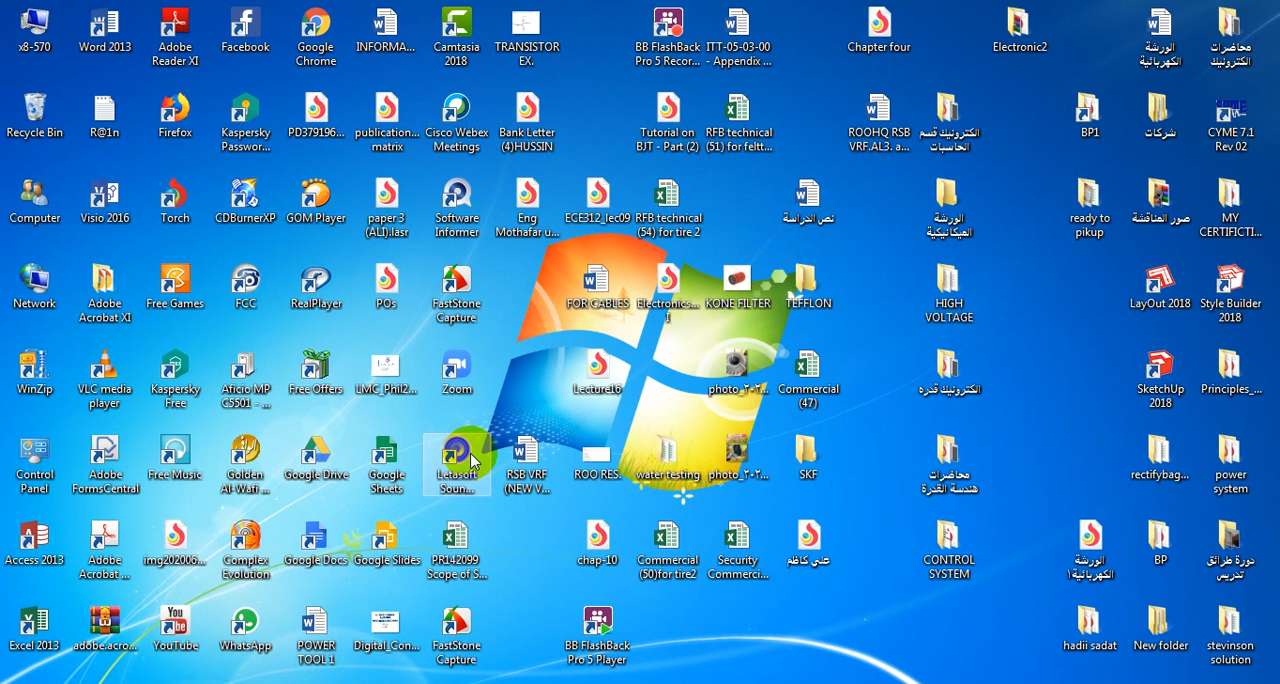 x8-570
Word 2013
Adobe
Reader XI
Facebook
Google
Chrome
INFORMA...
Camtasia
2018
TRANSISTOR
EX.
BB FlashBack
Pro 5 Recor...
ITT-05-03-00
- Appendix ...
Chapter four
Electronic2
الورشة
الكهربائية
محاضرات
الكترونيك
Recycle Bin
R@1n
Firefox
Kaspersky
Passwor...
PD379196...
publication...
matrix
Cisco Webex
Meetings
Bank Letter
(4)HUSSIN
Tutorial on
BJT - Part (2)
RFB technical
(51) for feltt...
ROOHQ RSB
VRF.AL3. a...
الكترونيك قسم
الحاسبات
BP1
شركات
CYME 7.1
Rev 02
Computer
Visio 2016
Torch
CDBurnerXP
GOM Player
paper 3
(ALI).lasr
Software
Informer
Eng
Mothafar u...
ECE312_lec09
RFB technical
(54) for tire 2
نص الدراسة
الورشة
الميكانيكية
ready to
pikup
صور المناقشة
MY
CERTIFICTI...
Network
Adobe
Acrobat XI
Free Games
FCC
RealPlayer
POs
FastStone
Capture
FOR CABLES
Electronics...
I
KONE FILTER
TEFFLON
HIGH
VOLTAGE
LayOut 2018
Style Builder
2018
WinZip
VLC media
player
Kaspersky
Free
Aficio MP
C5501 - ...
Free Offers
LMC_Phil2...
Zoom
Lecture16
photo_٢٠٢...
Commercial
(47)
الكترونيك قدره
SketchUp
2018
Principles_...
Control
Panel
Adobe
FormsCentral
Free Music
Golden
Al-Wafi ...
Google Drive
Google
Sheets
Letasoft
Soun...
RSB VRF
(NEW V...
ROO RES.
water testing
photo_٢٠٢...
SKF
محاضرات
هندسة القدرة
rectifybag...
power
system
Access 2013
Adobe
Acrobat ...
img202006...
Complex
Evolution
Google Docs
Google Slides
PR142099
Scope of S...
chap-10
Commercial
(50)for tire2
Security
Commerci...
علي كاظم
CONTROL
SYSTEM
الورشة
الكهربائية١
BP
دورة طرائق
تدريس
Excel 2013
adobe.acro...
You
Tube
YouTube
WhatsApp
POWER
TOOL 1
Digital_Con...
FastStone
Capture
BB FlashBack
Pro 5 Player
hadii sadat
New folder
stevinson
solution